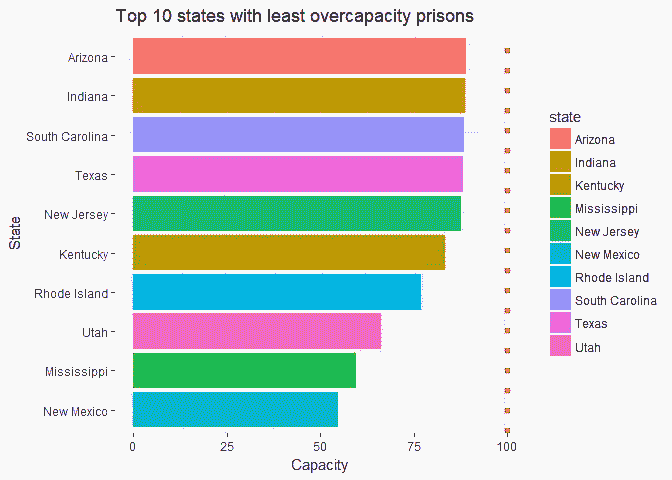 Top 10 states with least overcapacity prisons
Arizona
Indiana
South Carolina
Texas
New Jersey
Kentucky
Rhode Island
Utah
Mississippi
New Mexico
State
0 25 50 75 100
Capacity
state
Arizona
Indiana
Kentucky
Mississippi
New Jersey
New Mexico
Rhode Island
South Carolina
Texas
Utah